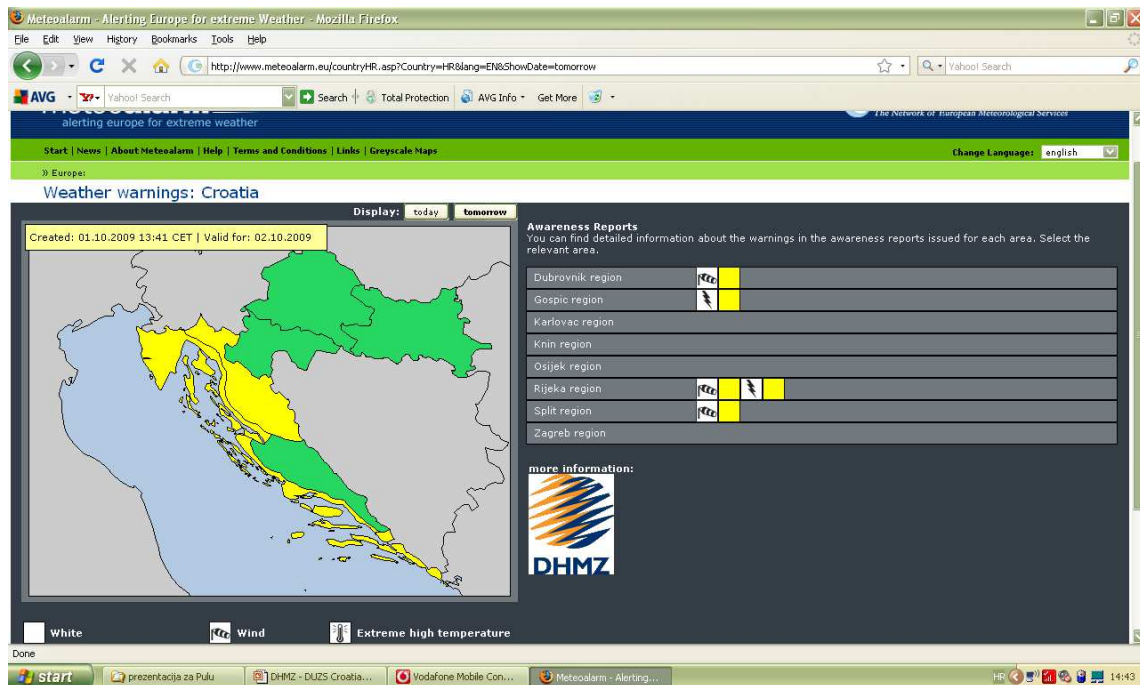 Meteoalarm - Alerting Europe for extreme Weather - Mozilla Firefox
File Edit View History Bookmarks Tools Help
http://www.meteoalarm.eu/countryHR.asp?Country=HR&lang=EN&ShowDate=tomorrow
Yahoo! Search
AVG Yahoo! Search Search Total Protection AVG Info Get More
alerting europe for extreme weather
The Network of European Meteorological Services
Start | News | About Meteoalarm | Help | Terms and Conditions | Links | Greyscale Maps
Change Language: english
» Europe:
Weather warnings: Croatia
Display: today tomorrow
Created: 01.10.2009 13:41 CET | Valid for: 02.10.2009
Awareness Reports
You can find detailed information about the warnings in the awareness reports issued for each area. Select the
relevant area.
Dubrovnik region
Gospic region
Karlovac region
Knin region
Osijek region
Rijeka region
Split region
Zagreb region
more information:
DHMZ
White Wind Extreme high temperature
Done
start prezentacija za Pulu DHMZ - DUZS Croatia... Vodafone Mobile Con... Meteoalarm - Alerting... HR 14:43